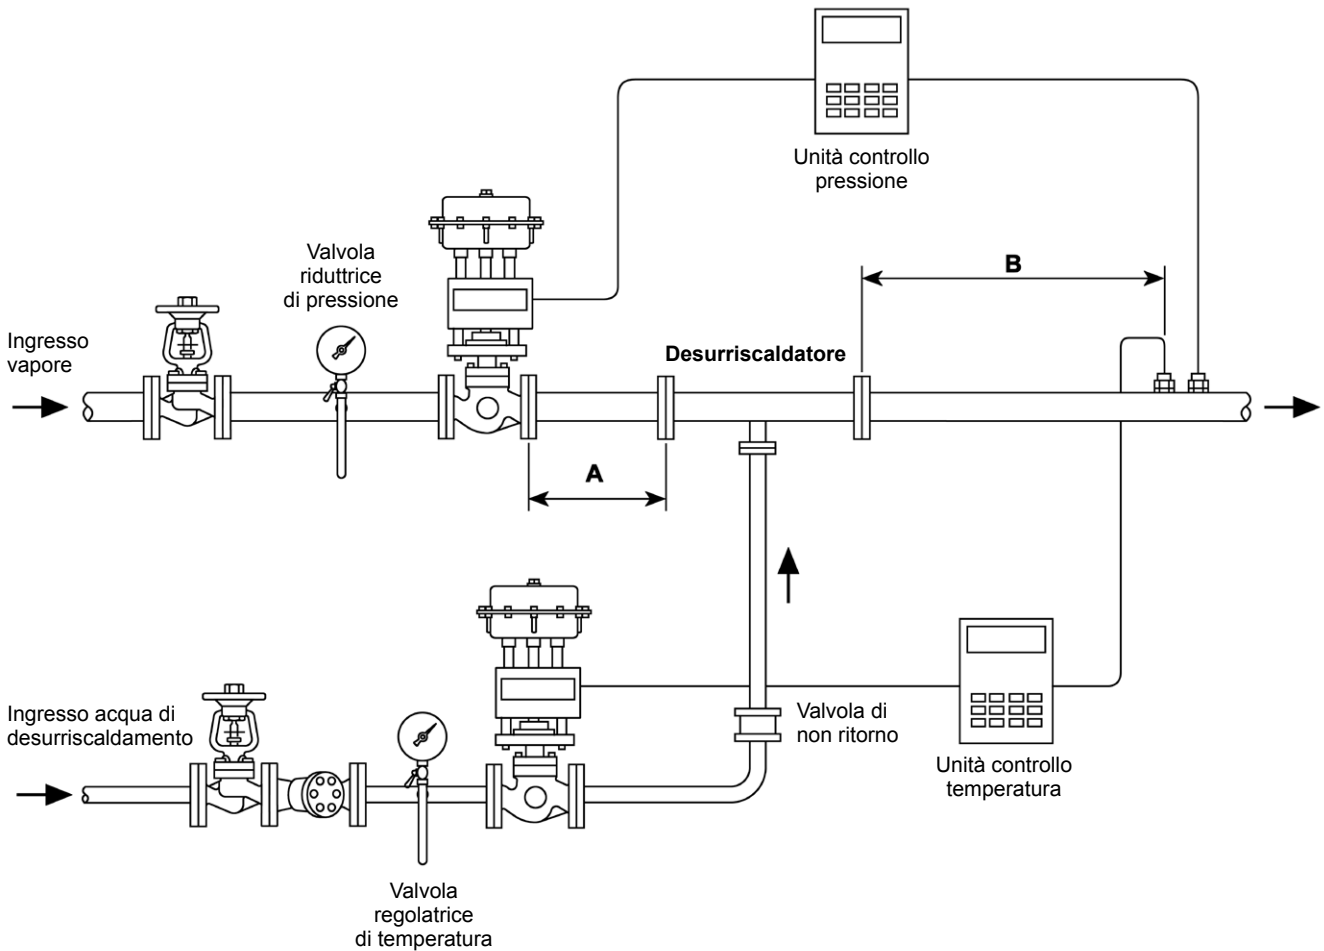 Unità controllo
pressione
Valvola
riduttrice
di pressione
B
Ingresso
vapore
Desurriscaldatore
A
Ingresso acqua di
desurriscaldamento
Valvola di
non ritorno
Unità controllo
temperatura
Valvola
regolatrice
di temperatura